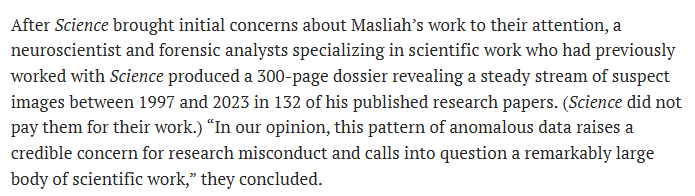 After Science brought initial concerns about Masliah’s work to their attention, a
neuroscientist and forensic analysts specializing in scientific work who had previously
worked with Science produced a 300-page dossier revealing a steady stream of suspect
images between 1997 and 2023 in 132 of his published research papers. (Science did not
pay them for their work.) “In our opinion, this pattern of anomalous data raises a
credible concern for research misconduct and calls into question a remarkably large
body of scientific work,” they concluded.